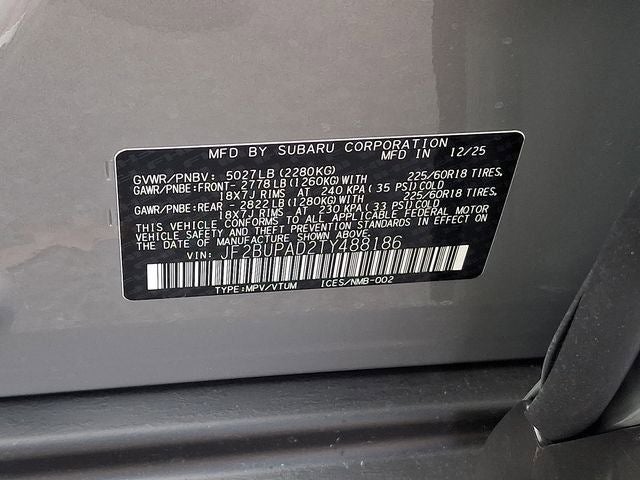 MFD BY SUBARU CORPORATION
MFD IN 12/25
GVWR/PNBV: 5027LB (2280KG)
GAWR/PNBE:FRONT- 2778 LB (1260KG) WITH 225/60R18 TIRES,
18x7J RIMS AT 240 KPA ( 35 PSI) COLD
GAWR/PNBE:REAR - 2822 LB (1280KG) WITH 225/60R18 TIRES,
18x7J RIMS AT 230 KPA ( 33 PSI) COLD
THIS VEHICLE CONFORMS TO ALL APPLICABLE FEDERAL MOTOR
VEHICLE SAFETY AND THEFT PREVENTION STANDARDS IN EFFECT ON
THE DATE OF MANUFACTURE SHOWN ABOVE.
VIN: JF2BUPAD2TY488186
TYPE:MPV/VTUM ICES/NMB-002